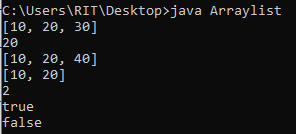 C:\Users\RIT\Desktop>java Arraylist
[10, 20, 30]
20
[10, 20, 40]
[10, 20]
2
true
false